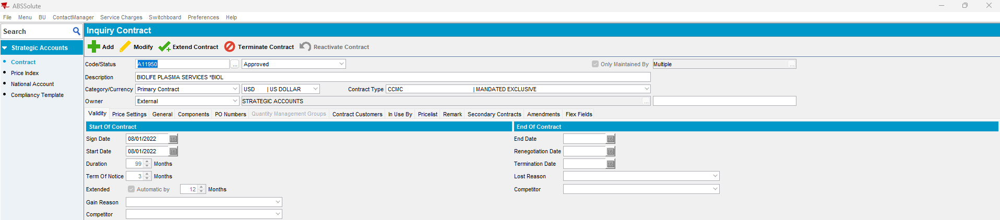 ABSSolute
File Menu BU ContactManager Service Charges Switchboard Preferences Help
Search
Inquiry Contract
Strategic Accounts
Contract
Price Index
National Account
Compliancy Template
Add Modify Extend Contract Terminate Contract Reactivate Contract
Code/Status A11950 ... Approved Only Maintained By Multiple ...
Description BIOLIFE PLASMA SERVICES *BIOL
Category/Currency Primary Contract USD | US DOLLAR Contract Type CCMC | MANDATED EXCLUSIVE
Owner External STRATEGIC ACCOUNTS ...
Validity Price Settings General Components PO Numbers Quantity Management Groups Contract Customers In Use By Pricelist Remark Secondary Contracts Amendments Flex Fields
Start Of Contract
Sign Date 08/01/2022 16
Start Date 08/01/2022 16
Duration 99 Months
Term Of Notice 3 Months
Extended Automatic by 12 Months
Gain Reason
Competitor
End Of Contract
End Date 16
Renegotiation Date 16
Termination Date 16
Lost Reason
Competitor